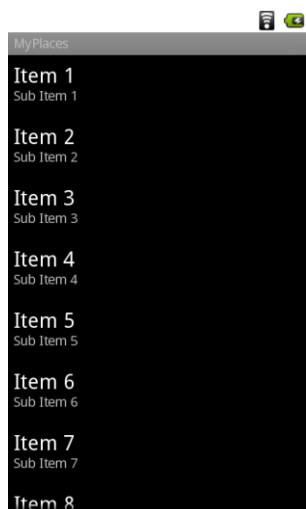 MyPlaces
Item 1
Sub Item 1
Item 2
Sub Item 2
Item 3
Sub Item 3
Item 4
Sub Item 4
Item 5
Sub Item 5
Item 6
Sub Item 6
Item 7
Sub Item 7
Item 8